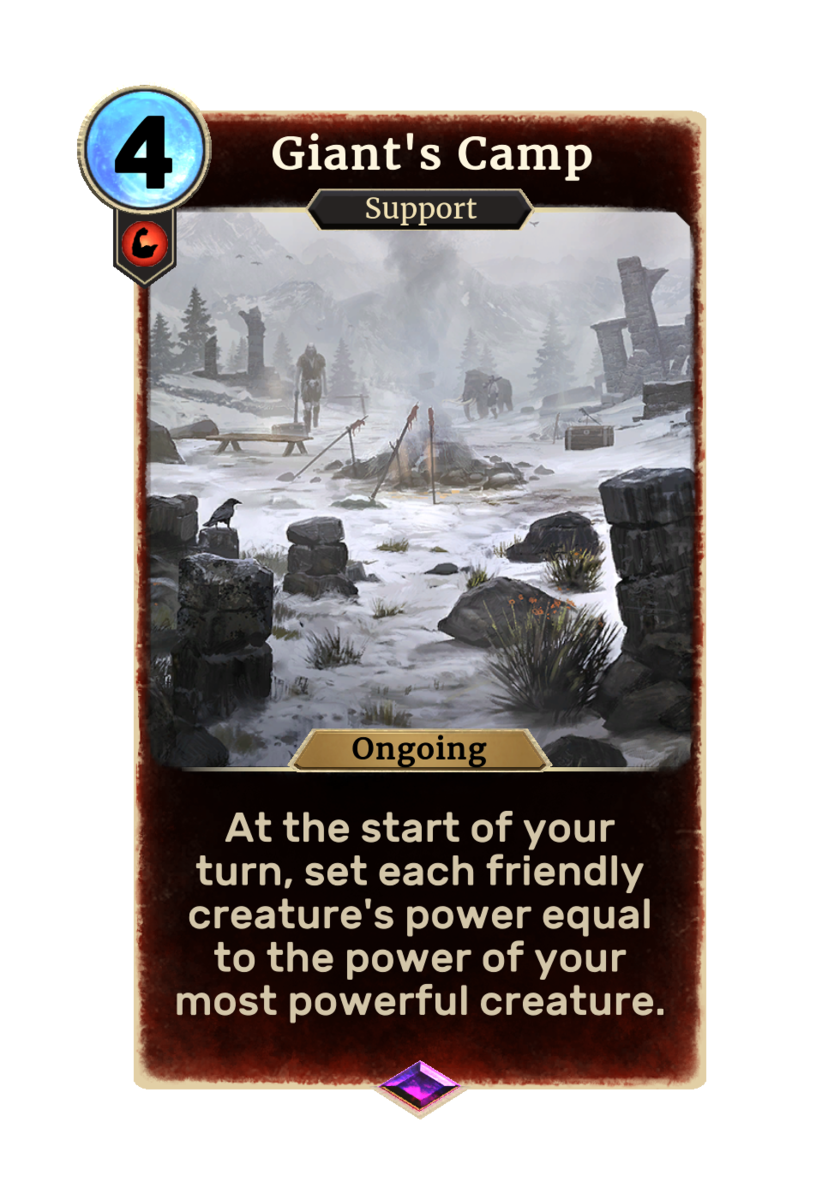 4
Giant's Camp
Support
Ongoing
At the start of your
turn, set each friendly
creature's power equal
to the power of your
most powerful creature.